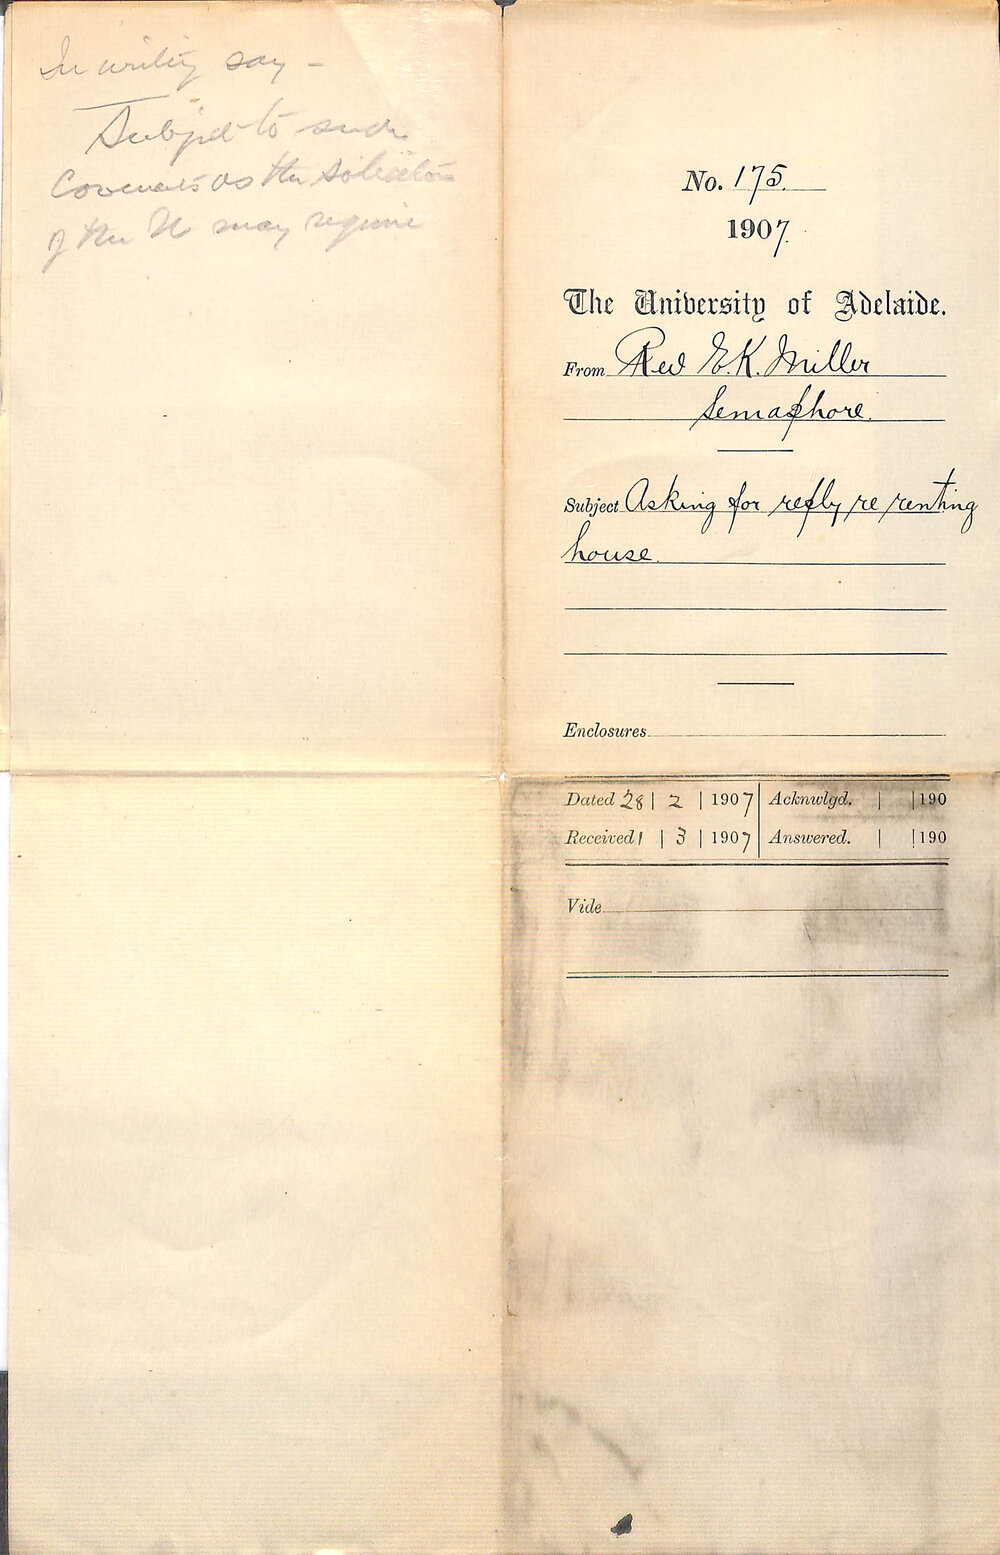 In writing say -
Subject to such
Covenants as the Solicitors
of the U may require
No. 175.
1907.
The University of Adelaide.
From Rev E.K. Miller
Semaphore.
Subject Asking for reply re renting
house.
Enclosures
Dated 28 | 2 | 1907 | Acknwlgd. | | 190
Received 1 | 3 | 1907 | Answered. | | 190
Vide